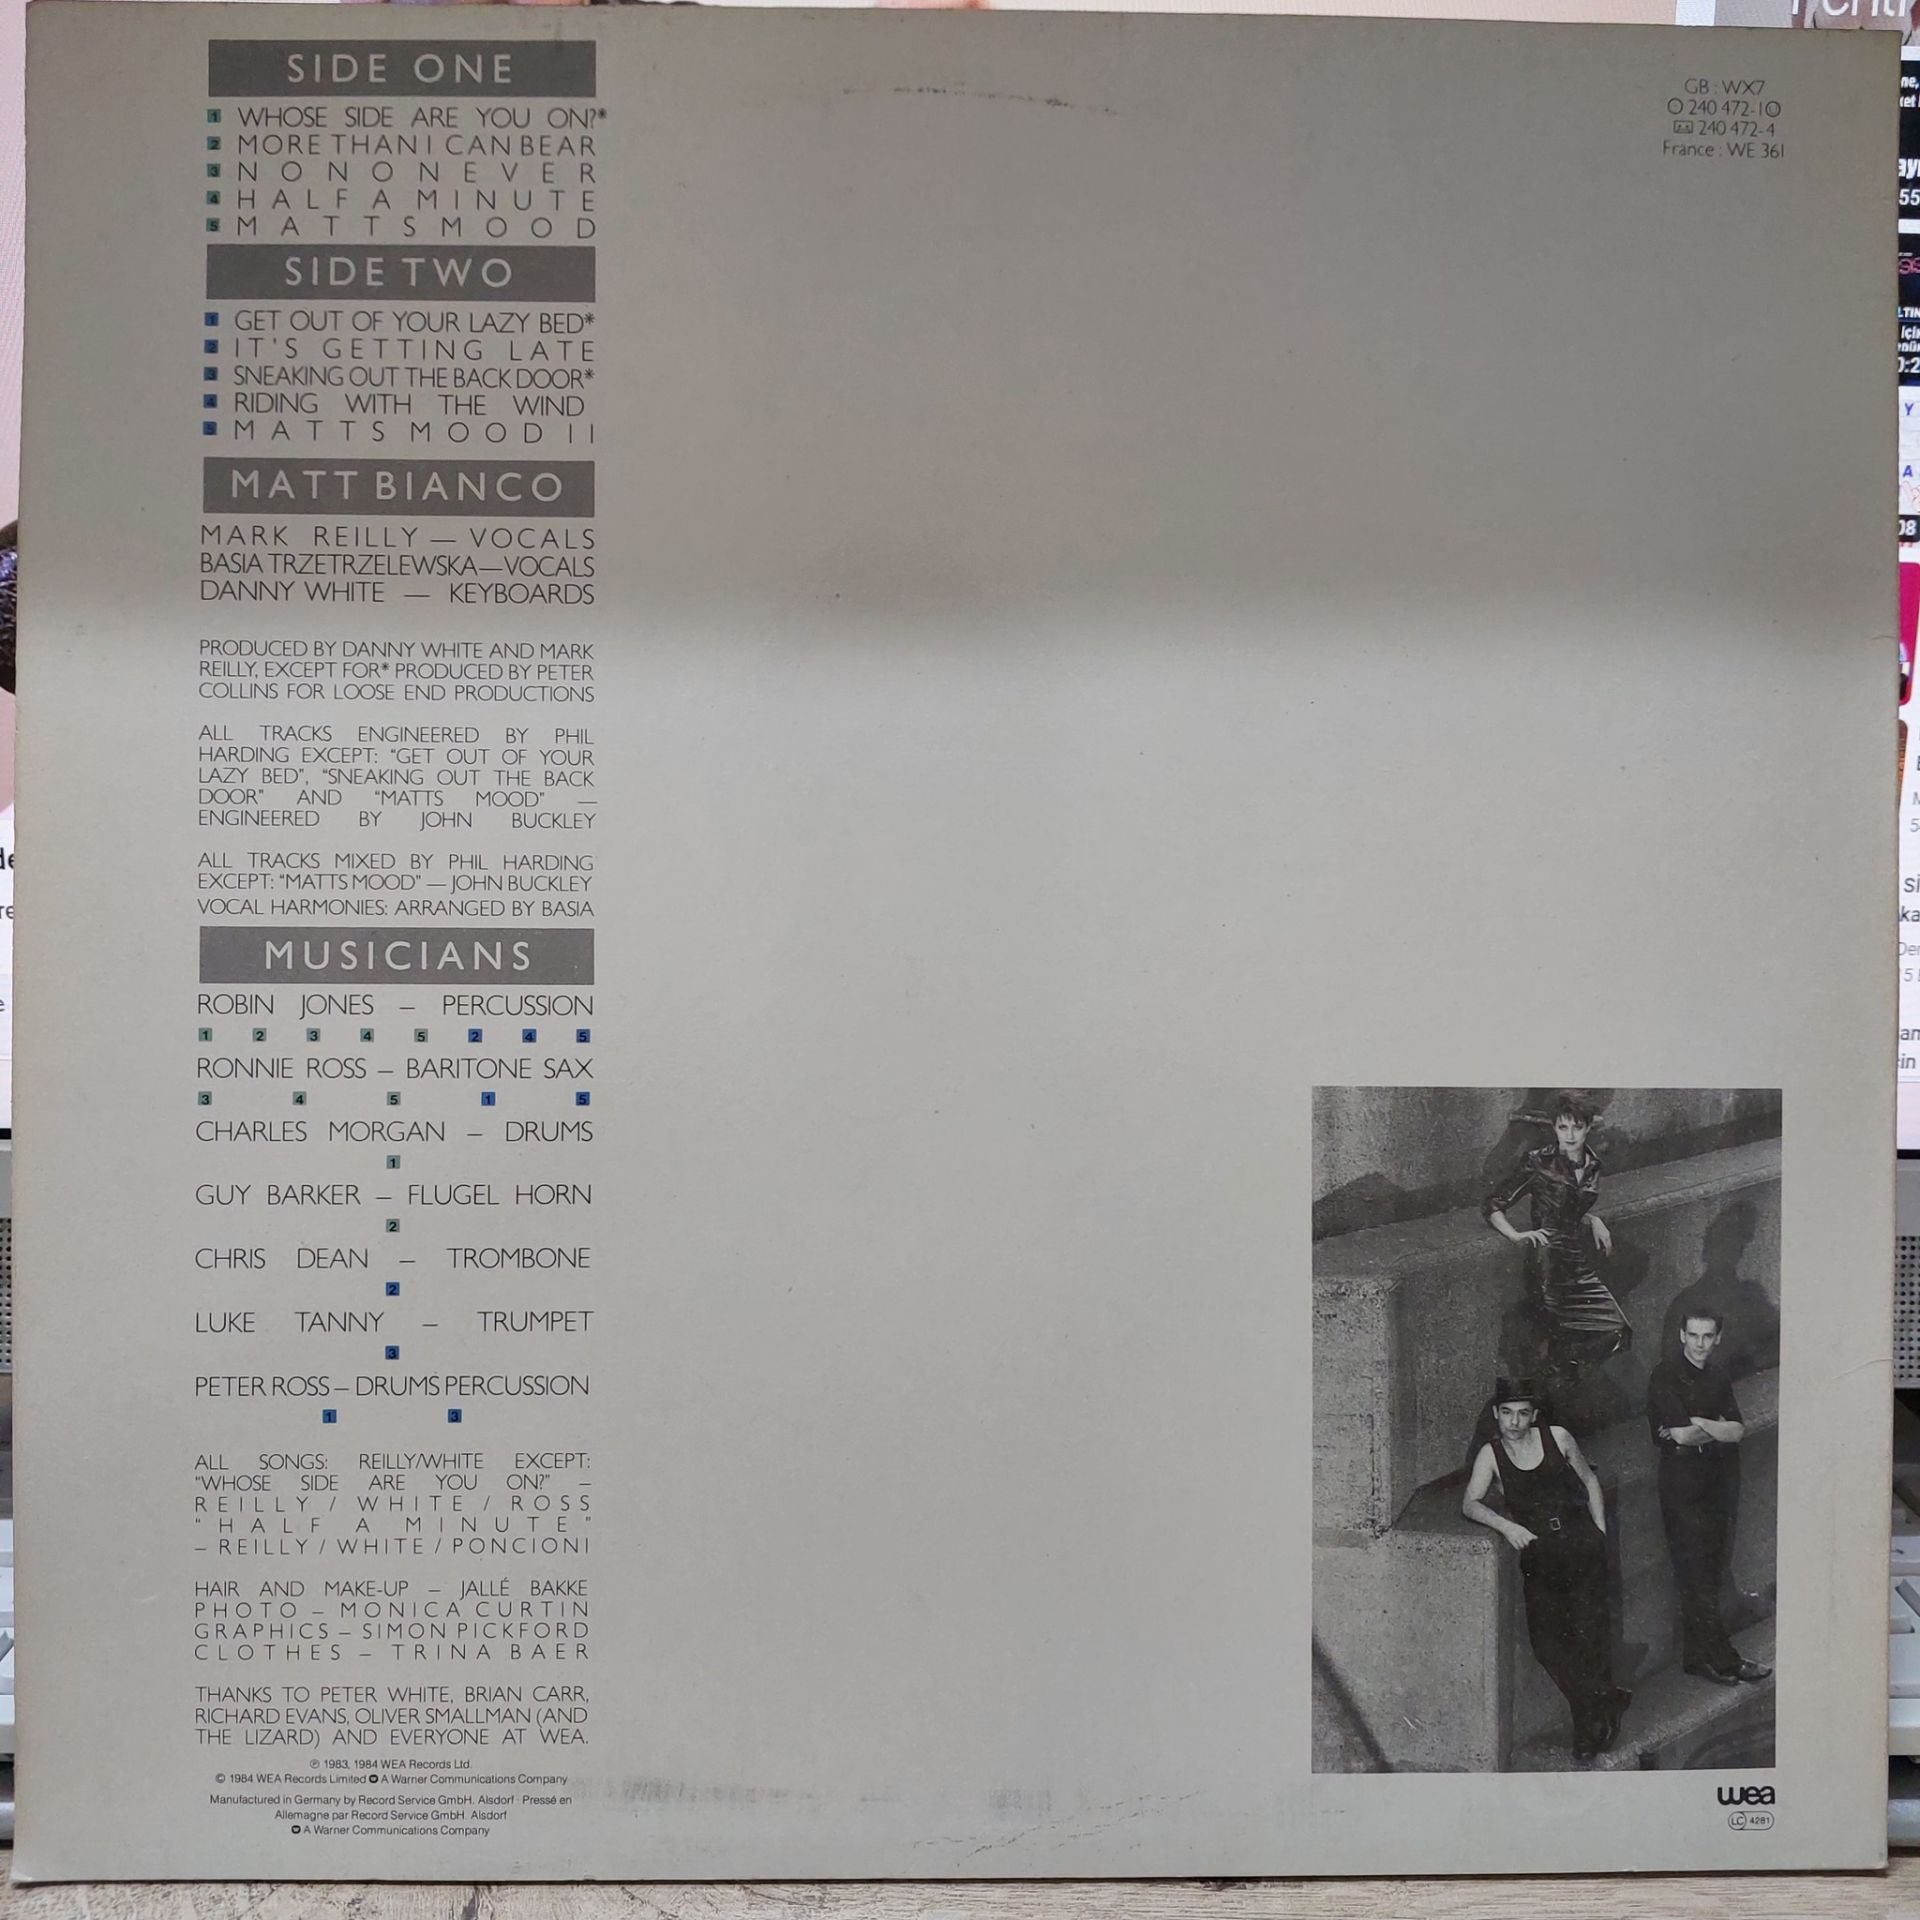 SIDE ONE
1 WHOSE SIDE ARE YOU ON?*
2 MORE THAN I CAN BEAR
3 NO NO NEVER
4 HALF A MINUTE
5 MATTS MOOD
SIDE TWO
1 GET OUT OF YOUR LAZY BED*
2 IT'S GETTING LATE
3 SNEAKING OUT THE BACK DOOR*
4 RIDING WITH THE WIND
5 MATTS MOOD II
MATT BIANCO
MARK REILLY — VOCALS
BASIA TRZETRZELEWSKA — VOCALS
DANNY WHITE — KEYBOARDS
PRODUCED BY DANNY WHITE AND MARK
REILLY, EXCEPT FOR* PRODUCED BY PETER
COLLINS FOR LOOSE END PRODUCTIONS
ALL TRACKS ENGINEERED BY PHIL
HARDING EXCEPT: "GET OUT OF YOUR
LAZY BED", "SNEAKING OUT THE BACK
DOOR" AND "MATTS MOOD" —
ENGINEERED BY JOHN BUCKLEY
ALL TRACKS MIXED BY PHIL HARDING
EXCEPT: "MATTS MOOD" — JOHN BUCKLEY
VOCAL HARMONIES: ARRANGED BY BASIA
MUSICIANS
ROBIN JONES – PERCUSSION
1 2 3 4 5 2 4 5
RONNIE ROSS – BARITONE SAX
3 4 5 1 5
CHARLES MORGAN – DRUMS
1
GUY BARKER – FLUGEL HORN
2
CHRIS DEAN – TROMBONE
2
LUKE TANNY – TRUMPET
3
PETER ROSS – DRUMS PERCUSSION
1 3
ALL SONGS: REILLY/WHITE EXCEPT:
"WHOSE SIDE ARE YOU ON?" –
REILLY / WHITE / ROSS
"HALF A MINUTE"
– REILLY / WHITE / PONCIONI
HAIR AND MAKE-UP – JALLÉ BAKKE
PHOTO – MONICA CURTIN
GRAPHICS – SIMON PICKFORD
CLOTHES – TRINA BAER
THANKS TO PETER WHITE, BRIAN CARR,
RICHARD EVANS, OLIVER SMALLMAN (AND
THE LIZARD) AND EVERYONE AT WEA.
℗ 1983, 1984 WEA Records Ltd.
© 1984 WEA Records Limited A Warner Communications Company
Manufactured in Germany by Record Service GmbH. Alsdorf · Pressé en
Allemagne par Record Service GmbH. Alsdorf
A Warner Communications Company
GB : WX7
240 472-1
240 472-4
France : WE 361
wea
LC 4281